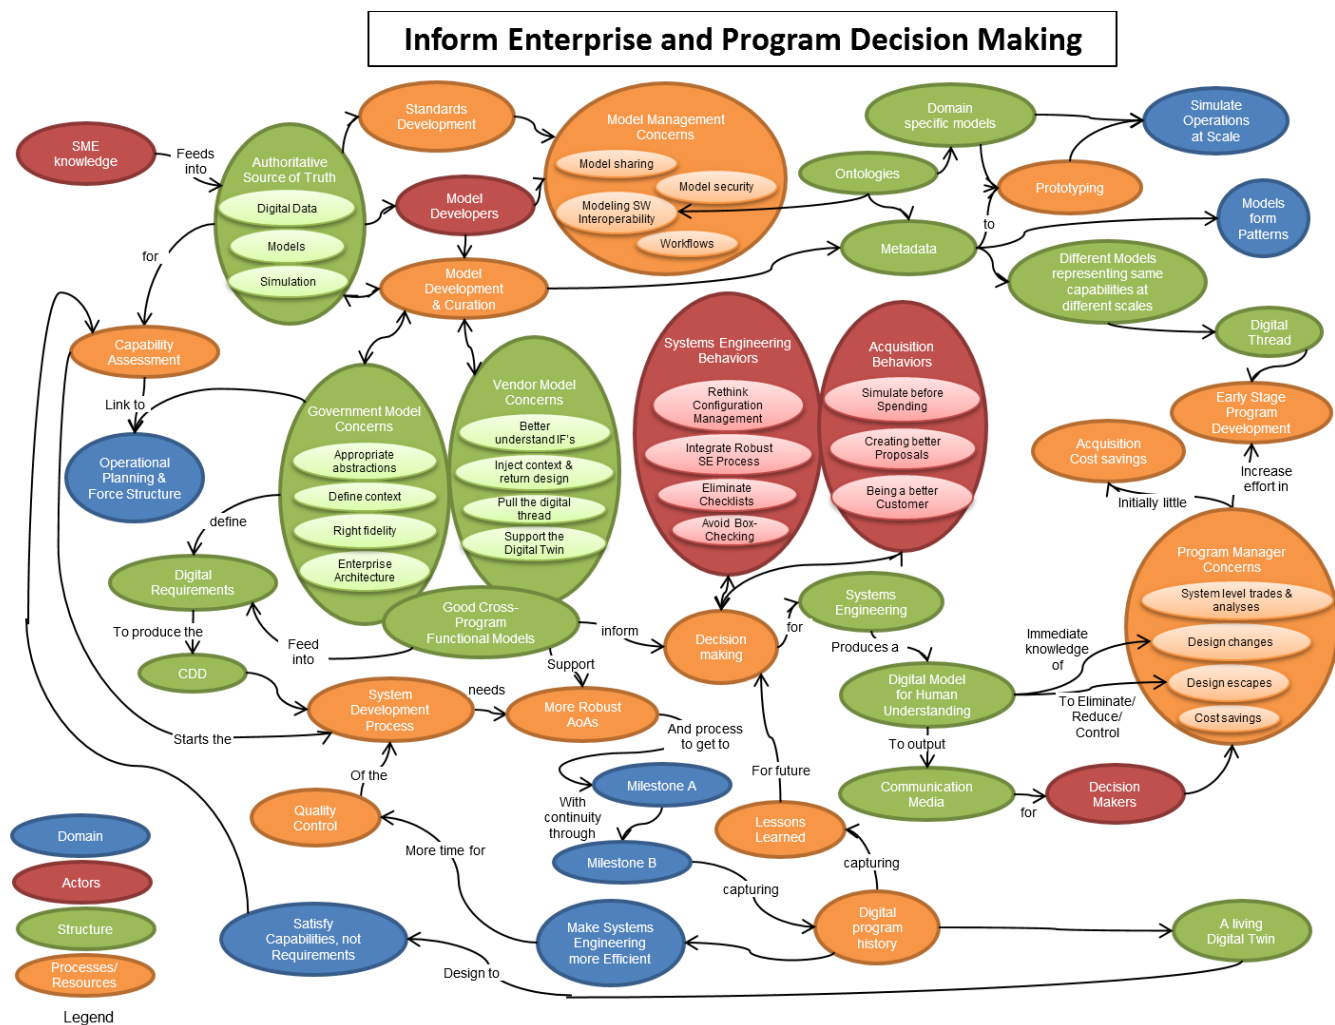 Inform Enterprise and Program Decision Making
SME
knowledge
Feeds
into
Authoritative
Source of Truth
Digital Data
Models
Simulation
Standards
Development
Model
Developers
Model
Development
& Curation
Model Management
Concerns
Model sharing
Model security
Modeling SW
Interoperability
Workflows
Ontologies
Domain
specific models
Metadata
to
Prototyping
Simulate
Operations
at Scale
Models
form
Patterns
Different Models
representing same
capabilities at
different scales
Digital
Thread
Early Stage
Program
Development
Increase
effort in
Acquisition
Cost savings
Initially little
for
Capability
Assessment
Link to
Operational
Planning &
Force Structure
Government Model
Concerns
Appropriate
abstractions
Define context
Right fidelity
Enterprise
Architecture
Vendor Model
Concerns
Better
understand IF's
Inject context &
return design
Pull the digital
thread
Support the
Digital Twin
Systems Engineering
Behaviors
Rethink
Configuration
Management
Integrate Robust
SE Process
Eliminate
Checklists
Avoid Box-
Checking
Acquisition
Behaviors
Simulate before
Spending
Creating better
Proposals
Being a better
Customer
Program Manager
Concerns
System level trades &
analyses
Design changes
Design escapes
Cost savings
define
Digital
Requirements
To produce the
CDD
Feed
into
Good Cross-
Program
Functional Models
inform
Support
Decision
making
for
Systems
Engineering
Produces a
Digital Model
for Human
Understanding
Immediate
knowledge
of
To Eliminate/
Reduce/
Control
To output
Communication
Media
for
Decision
Makers
Starts the
System
Development
Process
needs
More Robust
AoAs
And process
to get to
Milestone A
With
continuity
through
Milestone B
capturing
Of the
Quality
Control
More time for
For future
Lessons
Learned
capturing
Digital
program
history
Make Systems
Engineering
more Efficient
A living
Digital Twin
Design to
Satisfy
Capabilities, not
Requirements
Domain
Actors
Structure
Processes/
Resources
Legend